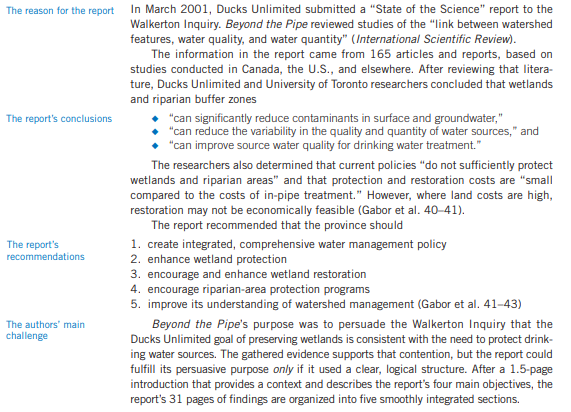 The reason for the report
In March 2001, Ducks Unlimited submitted a “State of the Science” report to the
Walkerton Inquiry. Beyond the Pipe reviewed studies of the “link between watershed
features, water quality, and water quantity” (International Scientific Review).
The information in the report came from 165 articles and reports, based on
studies conducted in Canada, the U.S., and elsewhere. After reviewing that litera-
ture, Ducks Unlimited and University of Toronto researchers concluded that wetlands
and riparian buffer zones
The report’s conclusions
◆ “can significantly reduce contaminants in surface and groundwater,”
◆ “can reduce the variability in the quality and quantity of water sources,” and
◆ “can improve source water quality for drinking water treatment.”
The researchers also determined that current policies “do not sufficiently protect
wetlands and riparian areas” and that protection and restoration costs are “small
compared to the costs of in-pipe treatment.” However, where land costs are high,
restoration may not be economically feasible (Gabor et al. 40–41).
The report recommended that the province should
The report’s
recommendations
1. create integrated, comprehensive water management policy
2. enhance wetland protection
3. encourage and enhance wetland restoration
4. encourage riparian-area protection programs
5. improve its understanding of watershed management (Gabor et al. 41–43)
The authors’ main
challenge
Beyond the Pipe’s purpose was to persuade the Walkerton Inquiry that the
Ducks Unlimited goal of preserving wetlands is consistent with the need to protect drink-
ing water sources. The gathered evidence supports that contention, but the report could
fulfill its persuasive purpose only if it used a clear, logical structure. After a 1.5-page
introduction that provides a context and describes the report’s four main objectives, the
report’s 31 pages of findings are organized into five smoothly integrated sections.